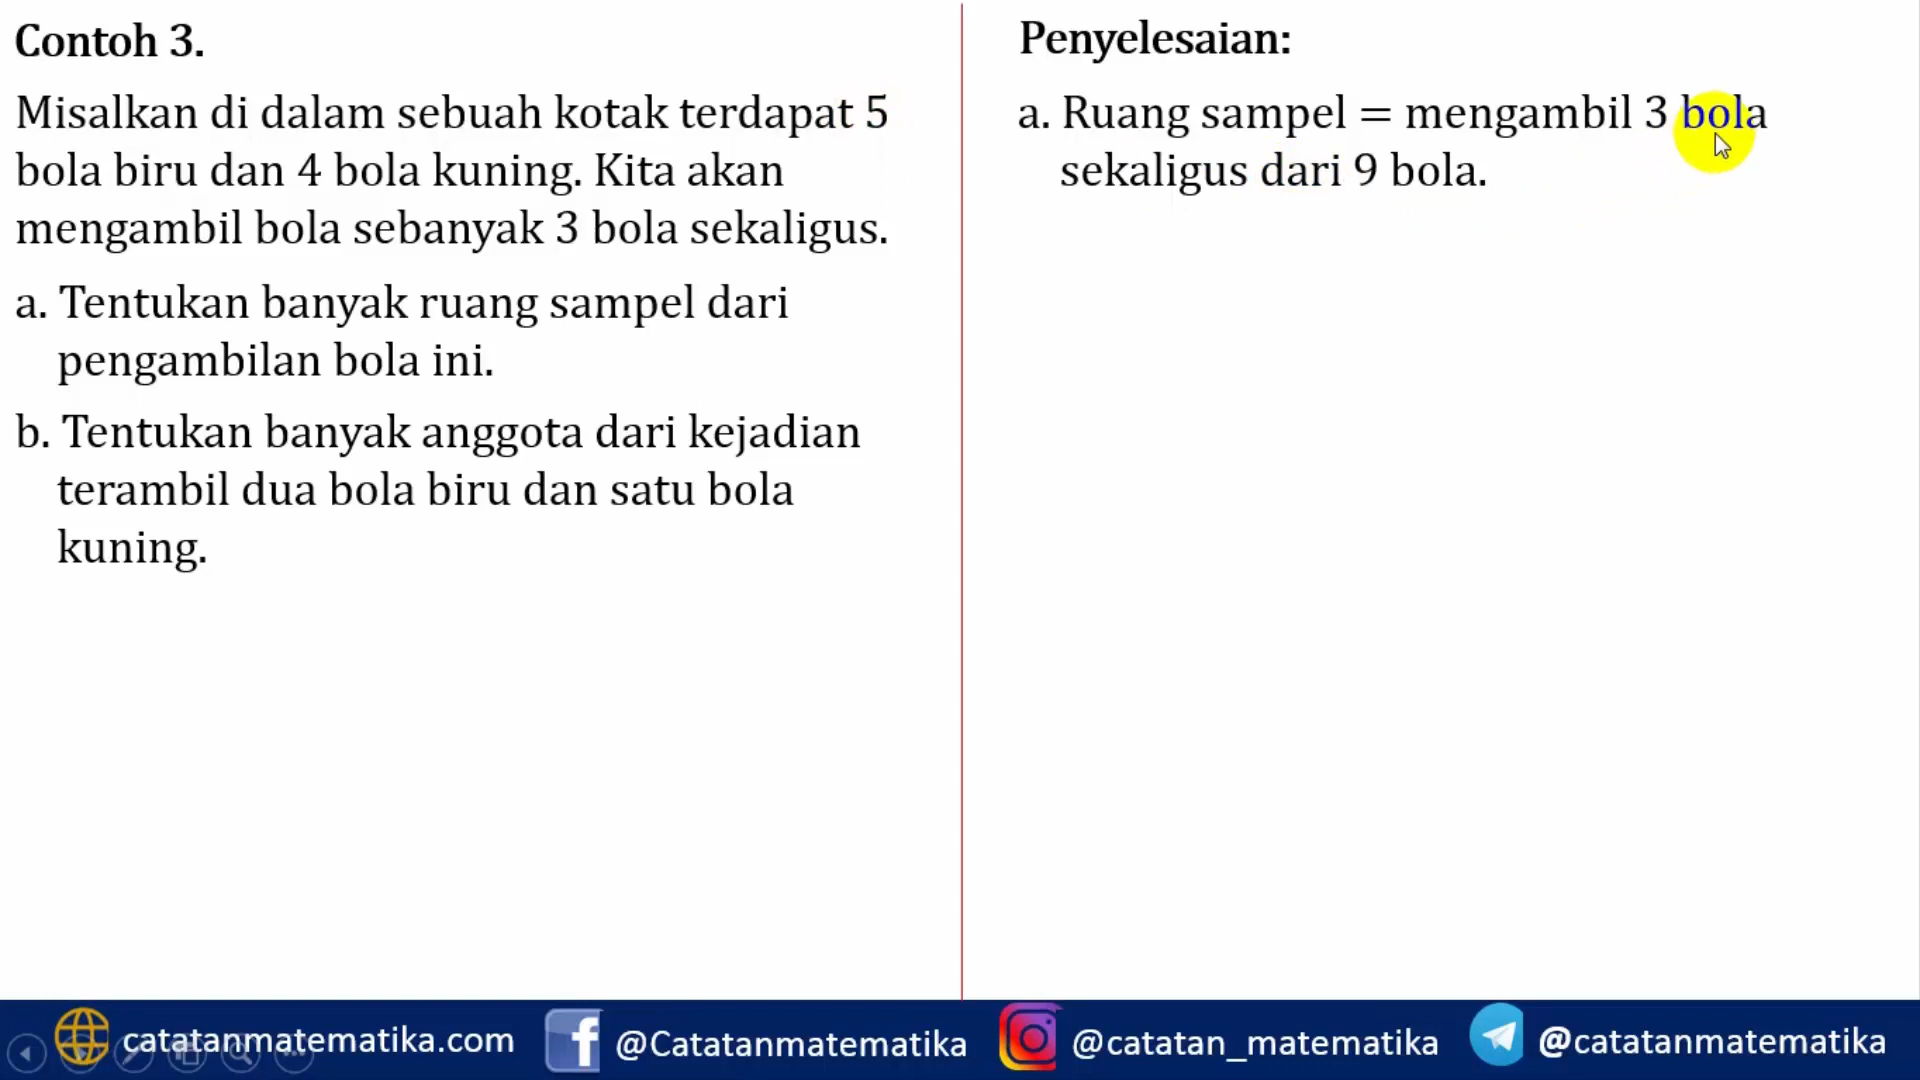 Contoh 3.
Misalkan di dalam sebuah kotak terdapat 5
bola biru dan 4 bola kuning. Kita akan
mengambil bola sebanyak 3 bola sekaligus.
a. Tentukan banyak ruang sampel dari
pengambilan bola ini.
b. Tentukan banyak anggota dari kejadian
terambil dua bola biru dan satu bola
kuning.
Penyelesaian:
a. Ruang sampel = mengambil 3 bola
sekaligus dari 9 bola.
catatanmatematika.com
@Catatanmatematika
@catatan_matematika
@catatanmatematika